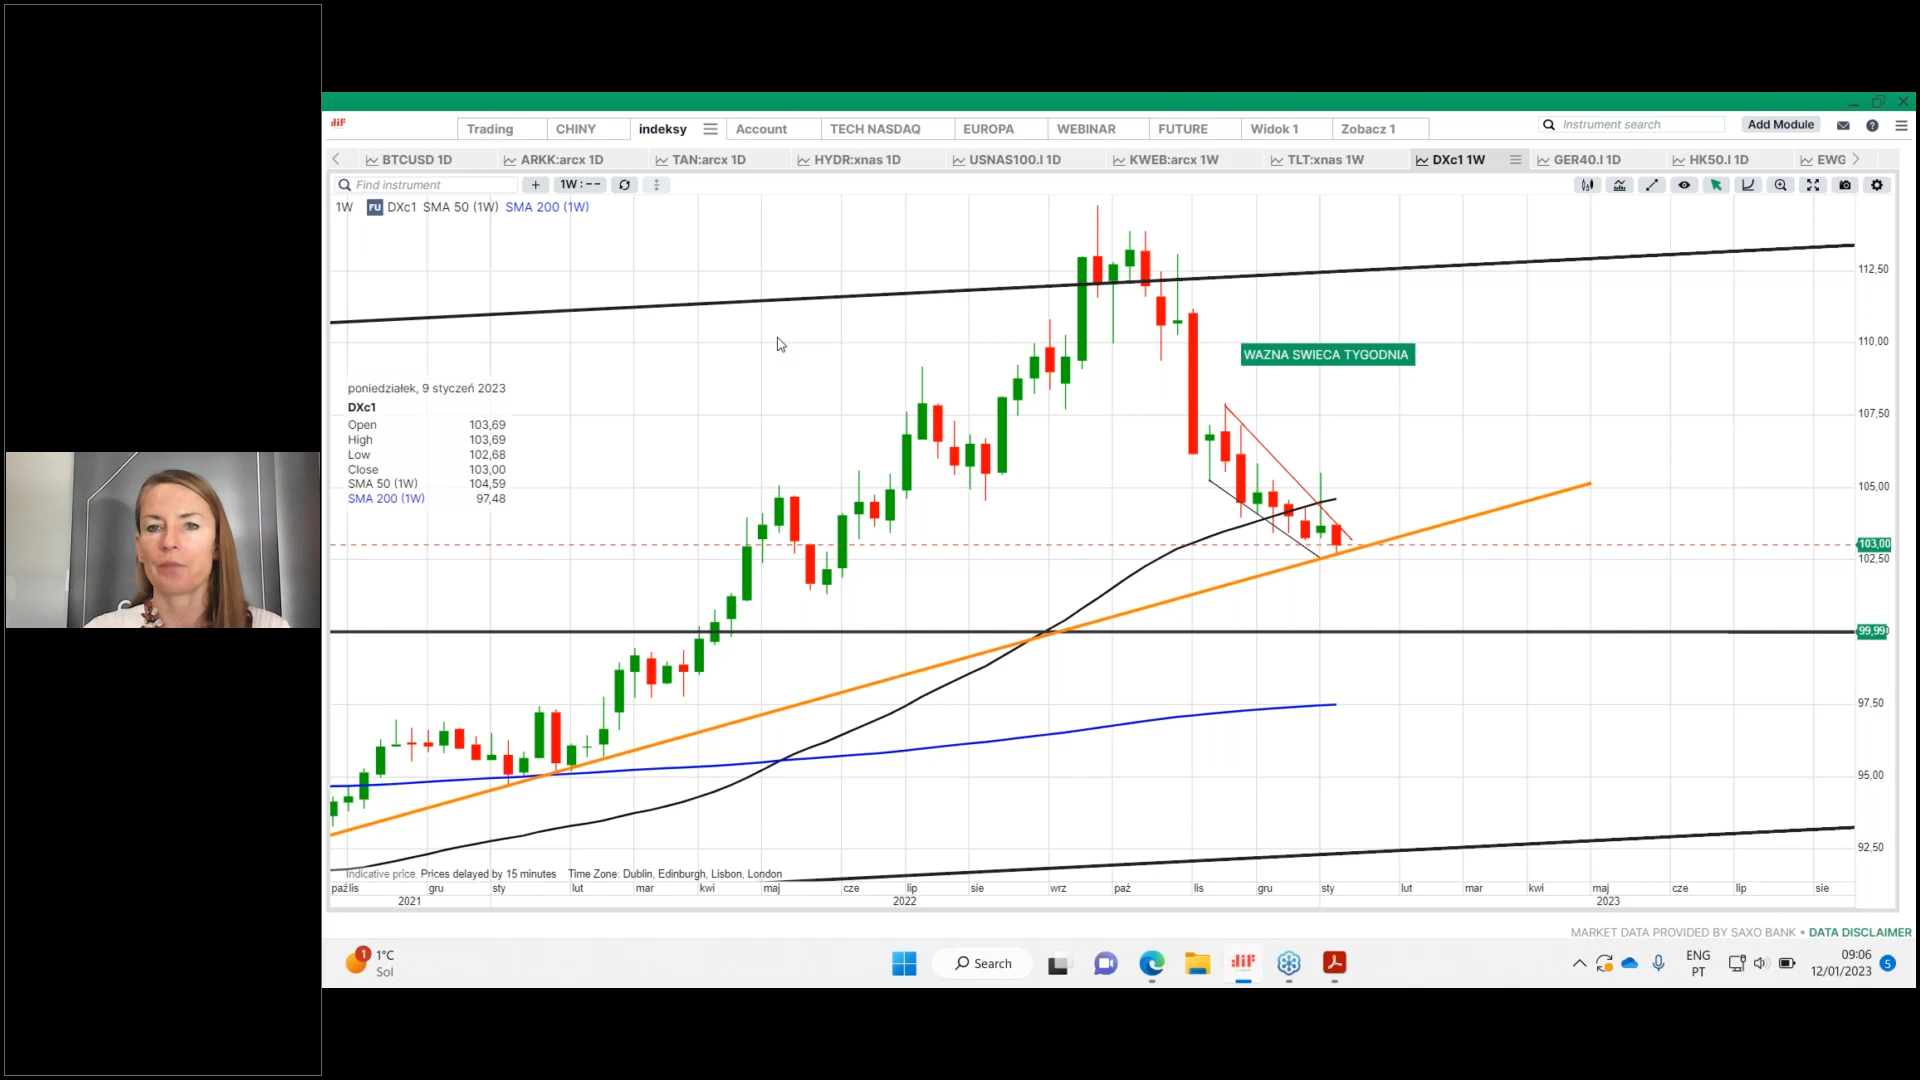 dif
Trading CHINY indeksy Account TECH NASDAQ EUROPA WEBINAR FUTURE Widok 1 Zobacz 1 Instrument search Add Module
BTCUSD 1D ARKK:arcx 1D TAN:arcx 1D HYDR:xnas 1D USNAS100.I 1D KWEB:arcx 1W TLT:xnas 1W DXc1 1W GER40.I 1D HK50.I 1D EWG
Find instrument + 1W : --
1W FU DXc1 SMA 50 (1W) SMA 200 (1W)
112.50
110,00
WAZNA SWIECA TYGODNIA
poniedziałek, 9 styczeń 2023
DXc1
Open 103,69
High 103,69
Low 102,68
Close 103,00
SMA 50 (1W) 104,59
SMA 200 (1W) 97,48
107,50
105,00
103,00
102,50
99,99
97.50
95,00
92.50
Indicative price. Prices delayed by 15 minutes Time Zone: Dublin, Edinburgh, Lisbon, London
paź lis gru sty lut mar kwi maj cze lip sie wrz paź lis gru sty lut mar kwi maj cze lip sie
2021 2022 2023
MARKET DATA PROVIDED BY SAXO BANK • DATA DISCLAIMER
1 1°C
Sol
Search
dif
ENG
PT
09:06
12/01/2023
5